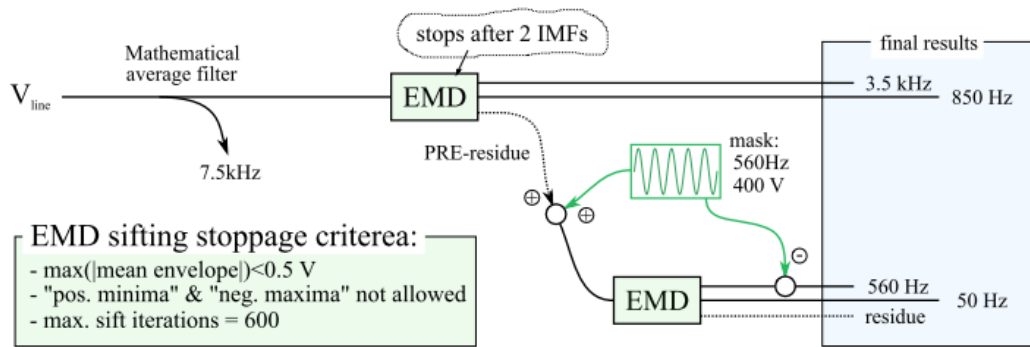 stops after 2 IMFs
final results
Mathematical
average filter
V line
EMD
3.5 kHz
850 Hz
7.5kHz
PRE-residue
mask:
560Hz
400 V
⊕
⊕
⊖
EMD sifting stoppage criterea:
- max(|mean envelope|)<0.5 V
- "pos. minima" & "neg. maxima" not allowed
- max. sift iterations = 600
EMD
560 Hz
50 Hz
residue